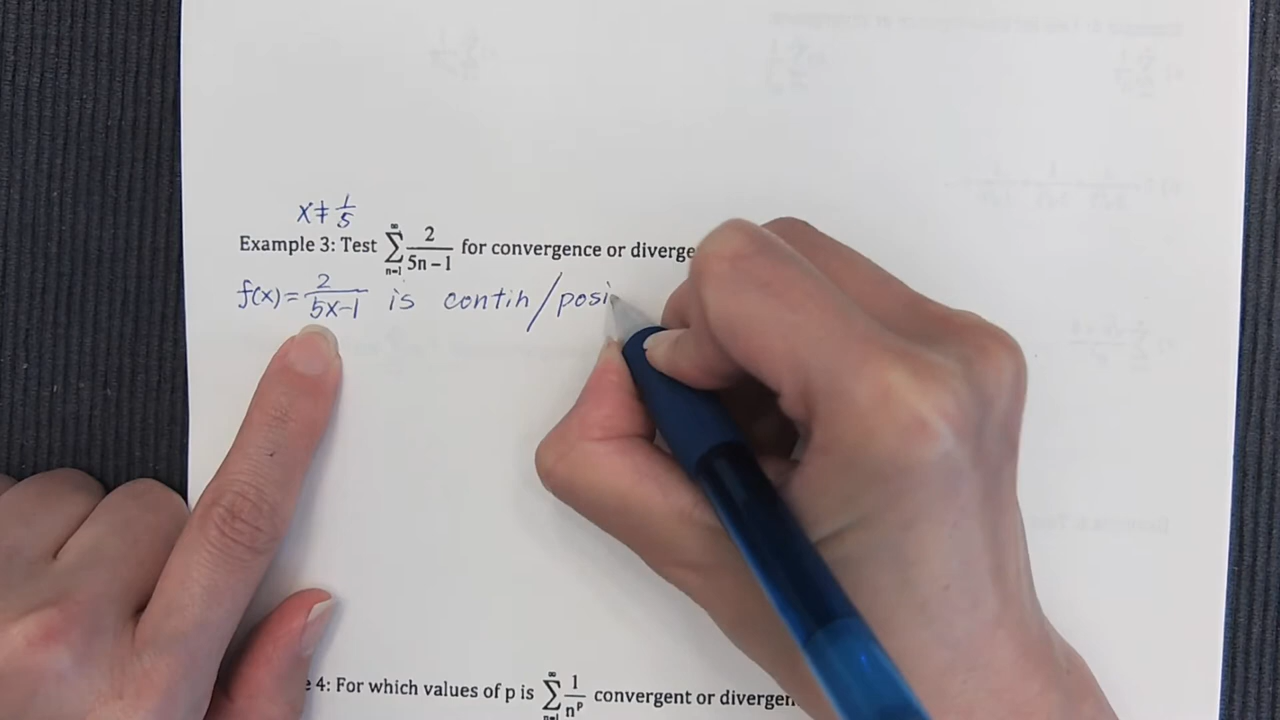 x ≠ 1/5
Example 3: Test ∑_{n=1}^{∞} 2/(5n − 1) for convergence or diverge
f(x) = 2/(5x−1) is contin/posi
4: For which values of p is ∑_{n=1}^{∞} 1/n^p convergent or divergen